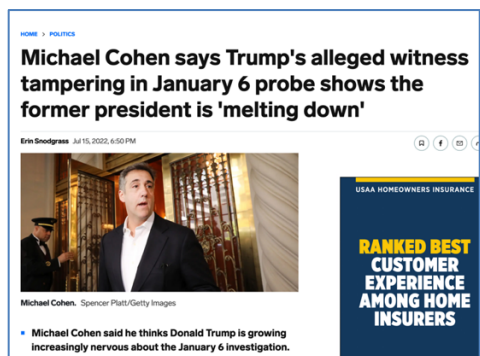 HOME > POLITICS
Michael Cohen says Trump's alleged witness
tampering in January 6 probe shows the
former president is 'melting down'
Erin Snodgrass Jul 15, 2022, 6:50 PM
Michael Cohen. Spencer Platt/Getty Images
Michael Cohen said he thinks Donald Trump is growing
increasingly nervous about the January 6 investigation.
USAA HOMEOWNERS INSURANCE
RANKED BEST
CUSTOMER
EXPERIENCE
AMONG HOME
INSURERS